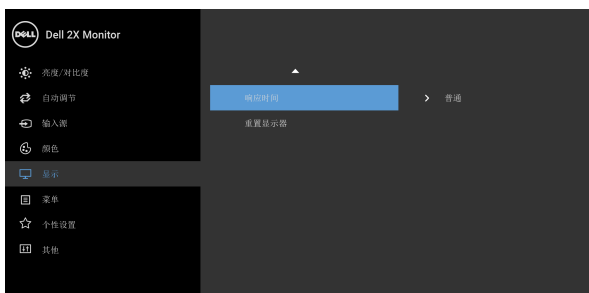 DELL
Dell 2X Monitor
亮度/对比度
自动调节
输入源
颜色
显示
菜单
个性设置
其他
响应时间
普通
重置显示器